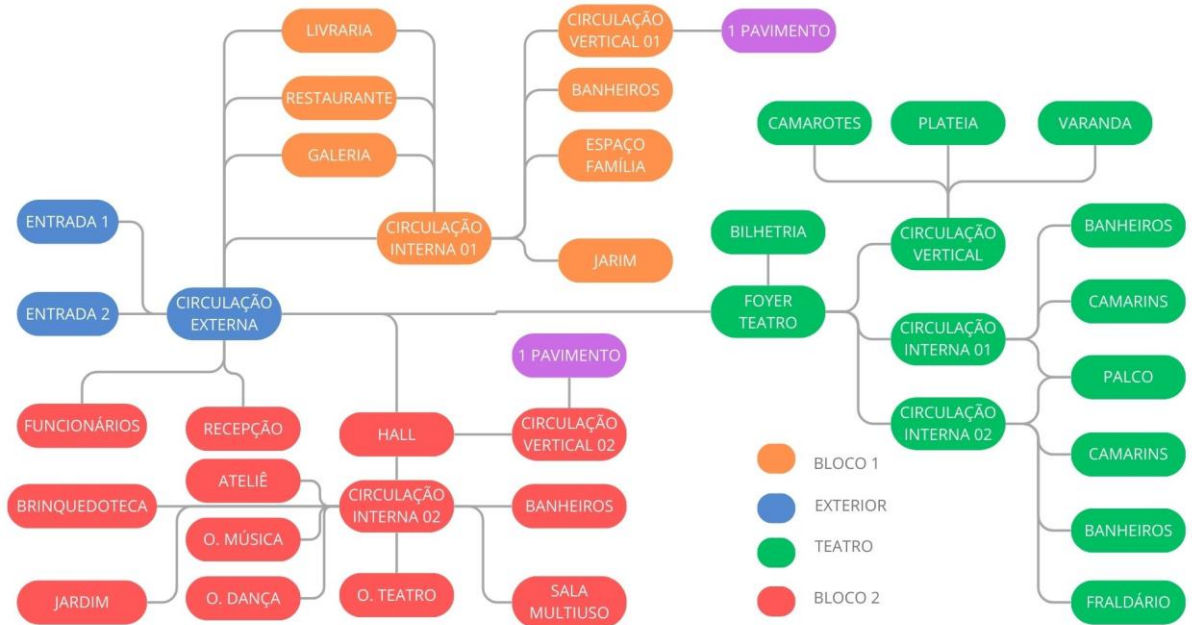 LIVRARIA
RESTAURANTE
GALERIA
CIRCULAÇÃO
VERTICAL 01
1 PAVIMENTO
BANHEIROS
ESPAÇO
FAMÍLIA
CIRCULAÇÃO
INTERNA 01
JARIM
ENTRADA 1
ENTRADA 2
CIRCULAÇÃO
EXTERNA
CAMAROTES
PLATEIA
VARANDA
BILHETRIA
CIRCULAÇÃO
VERTICAL
FOYER
TEATRO
CIRCULAÇÃO
INTERNA 01
CIRCULAÇÃO
INTERNA 02
BANHEIROS
CAMARINS
PALCO
CAMARINS
BANHEIROS
FRALDÁRIO
FUNCIONÁRIOS
RECEPÇÃO
HALL
1 PAVIMENTO
CIRCULAÇÃO
VERTICAL 02
ATELIÊ
BRINQUEDOTECA
O. MÚSICA
JARDIM
O. DANÇA
CIRCULAÇÃO
INTERNA 02
O. TEATRO
BANHEIROS
SALA
MULTIUSO
BLOCO 1
EXTERIOR
TEATRO
BLOCO 2